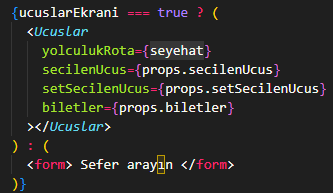 {ucuslarEkrani === true ? (
<Ucuslar
yolculukRota={seyehat}
secilenUcus={props.secilenUcus}
setSecilenUcus={props.setSecilenUcus}
biletler={props.biletler}
></Ucuslar>
) : (
<form> Sefer arayın </form>
)}